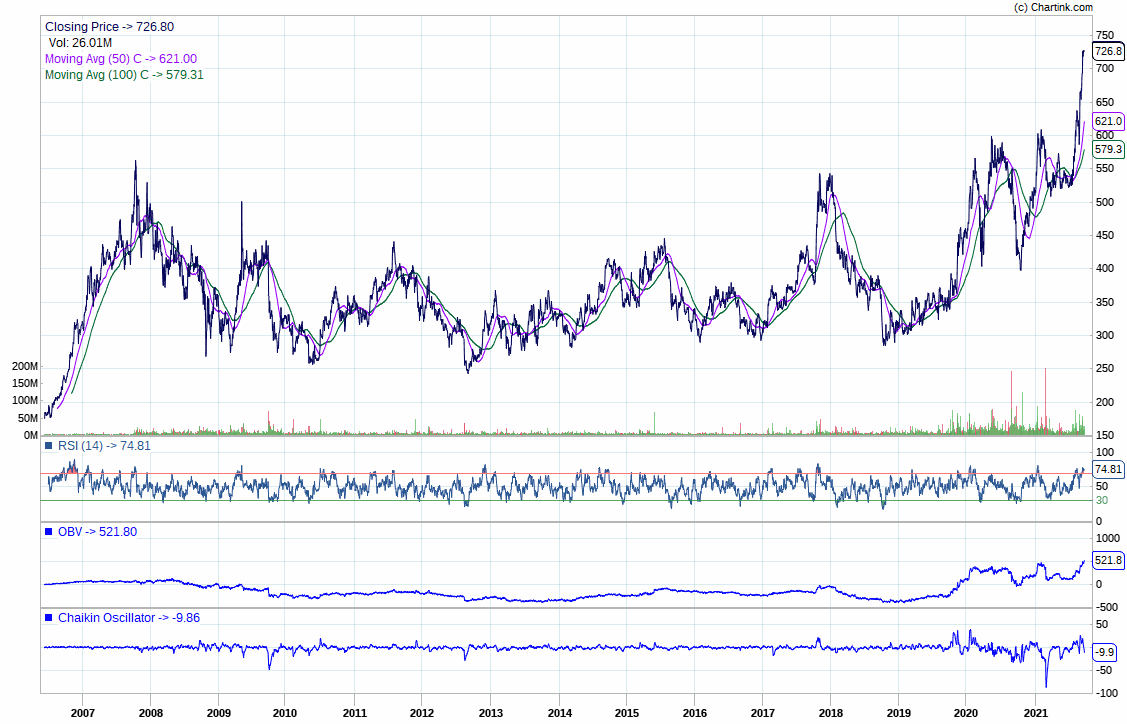 (c) Chartink.com
Closing Price -> 726.80
Vol: 26.01M
Moving Avg (50) C -> 621.00
Moving Avg (100) C -> 579.31
750
726.8
700
650
621.0
600
579.3
550
500
450
400
350
300
250
200
150
200M
150M
100M
50M
0M
RSI (14) -> 74.81
100
74.81
50
30
0
OBV -> 521.80
1000
521.8
0
-500
Chaikin Oscillator -> -9.86
50
-9.9
-50
-100
2007 2008 2009 2010 2011 2012 2013 2014 2015 2016 2017 2018 2019 2020 2021